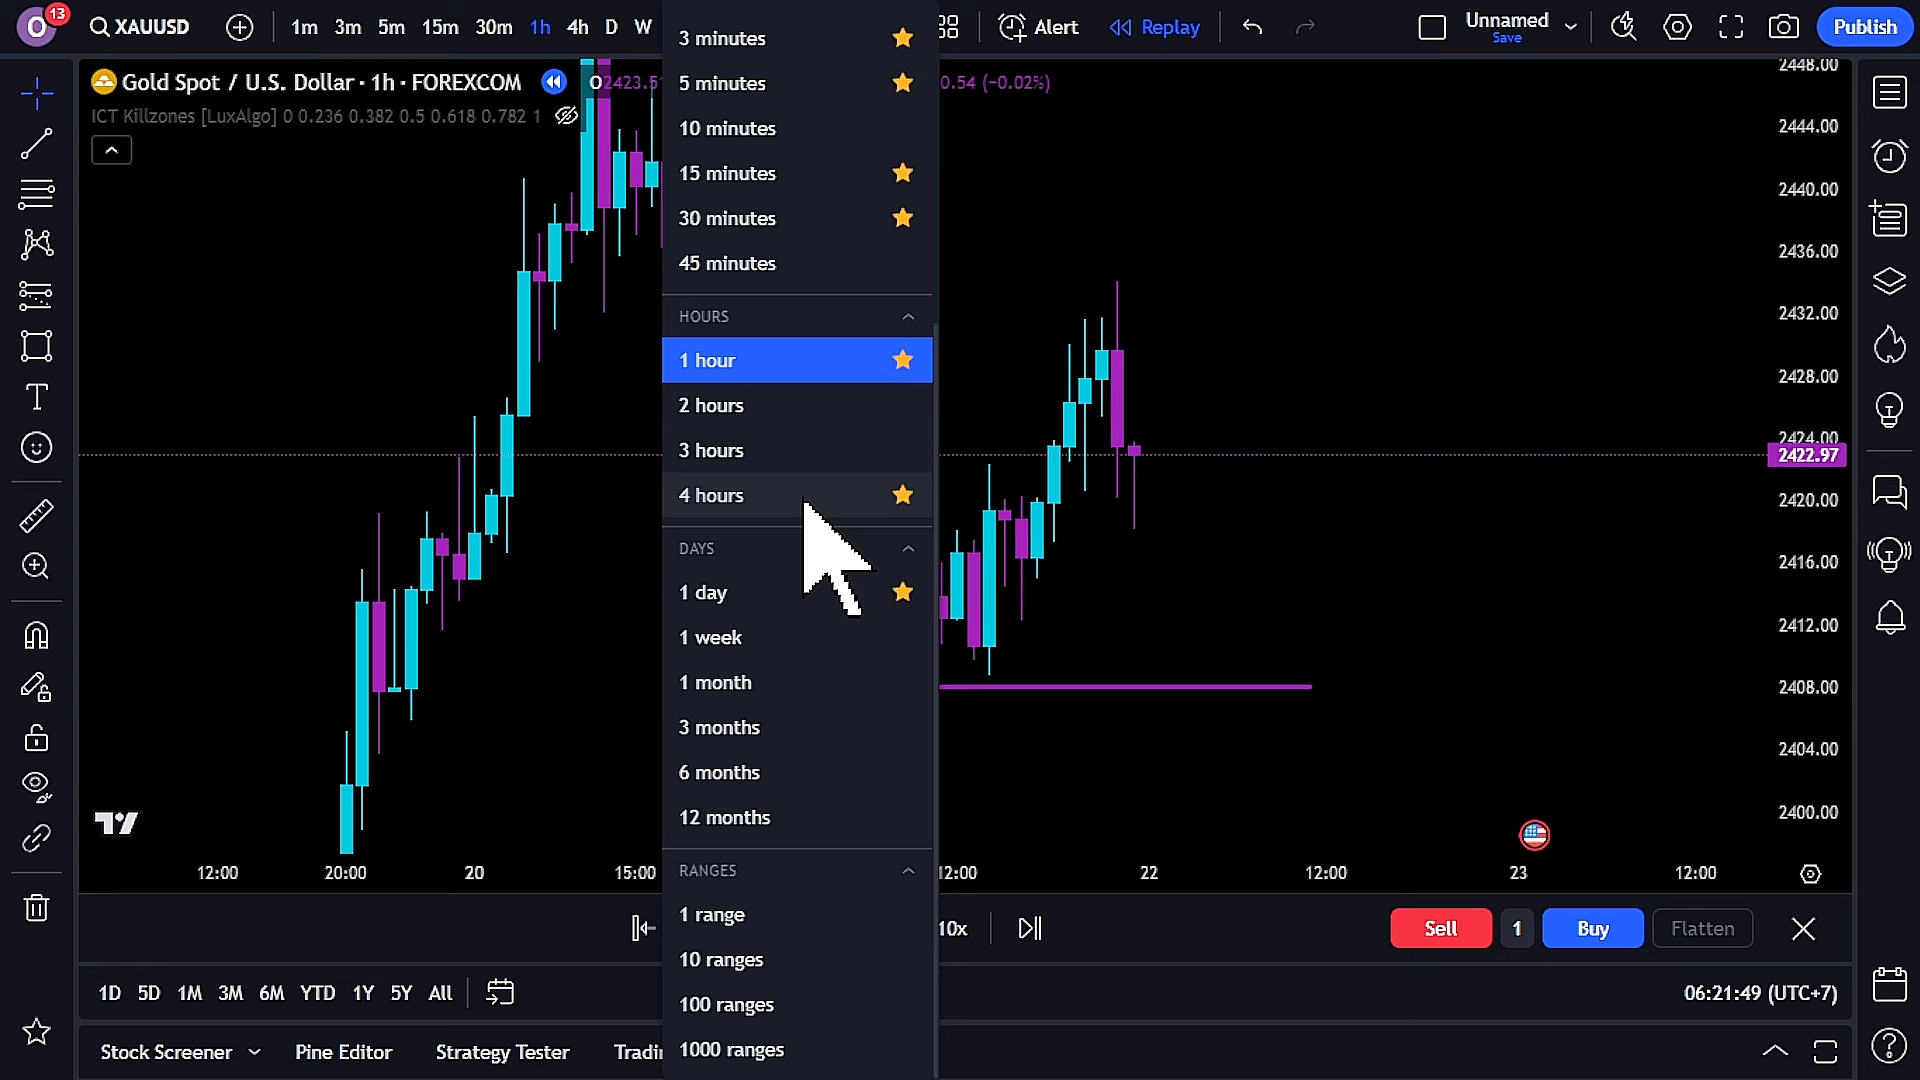 O
13
XAUUSD
1m 3m 5m 15m 30m 1h 4h D W
Alert
Replay
Unnamed
Save
Publish
Gold Spot / U.S. Dollar · 1h · FOREXCOM
O2423.51
0.54 (−0.02%)
ICT Killzones [LuxAlgo] 0 0.236 0.382 0.5 0.618 0.782 1
3 minutes
5 minutes
10 minutes
15 minutes
30 minutes
45 minutes
HOURS
1 hour
2 hours
3 hours
4 hours
DAYS
1 day
1 week
1 month
3 months
6 months
12 months
RANGES
1 range
10 ranges
100 ranges
1000 ranges
2448.00
2444.00
2440.00
2436.00
2432.00
2428.00
2424.00
2422.97
2420.00
2416.00
2412.00
2408.00
2404.00
2400.00
12:00 20:00 20 15:00 12:00 22 12:00 23 12:00
10x
Sell
1
Buy
Flatten
1D 5D 1M 3M 6M YTD 1Y 5Y All
06:21:49 (UTC+7)
Stock Screener
Pine Editor
Strategy Tester